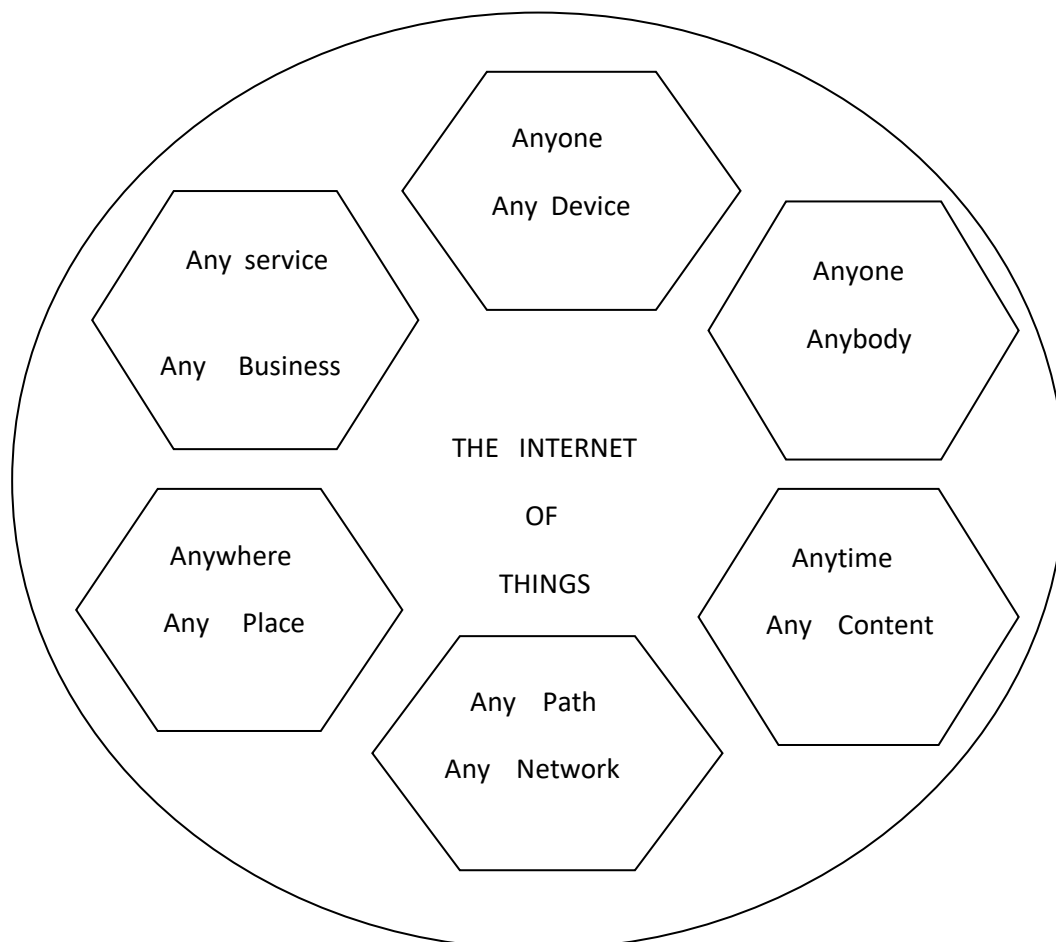 Anyone
Any Device
Any service
Any Business
Anyone
Anybody
THE INTERNET
OF
THINGS
Anywhere
Any Place
Anytime
Any Content
Any Path
Any Network